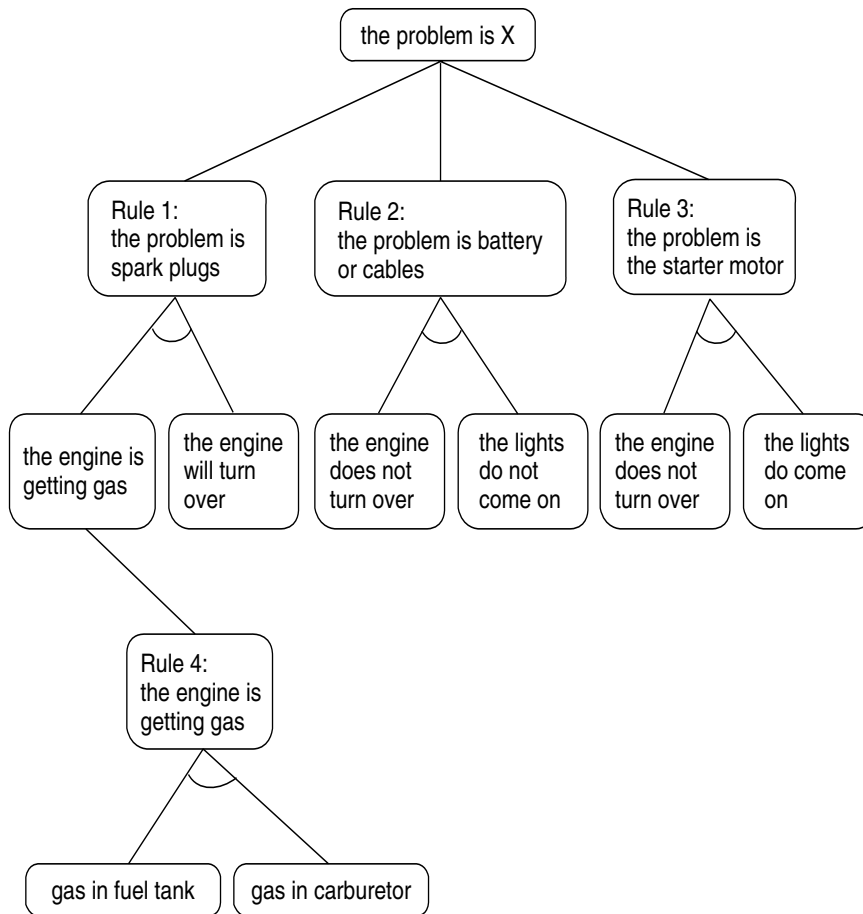 the problem is X
Rule 1:
the problem is
spark plugs
Rule 2:
the problem is battery
or cables
Rule 3:
the problem is
the starter motor
the engine is
getting gas
the engine
will turn
over
the engine
does not
turn over
the lights
do not
come on
the engine
does not
turn over
the lights
do come
on
Rule 4:
the engine is
getting gas
gas in fuel tank
gas in carburetor